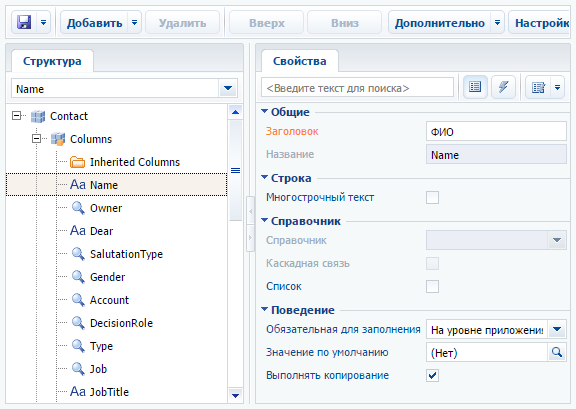 Добавить Удалить Вверх Вниз Дополнительно Настройк
Структура
Name
Contact
Columns
Inherited Columns
Aa Name
Owner
Aa Dear
SalutationType
Gender
Account
DecisionRole
Type
Job
Aa JobTitle
Свойства
<Введите текст для поиска>
Общие
Заголовок ФИО
Название Name
Строка
Многострочный текст
Справочник
Справочник
Каскадная связь
Список
Поведение
Обязательная для заполнения На уровне приложения
Значение по умолчанию (Нет)
Выполнять копирование